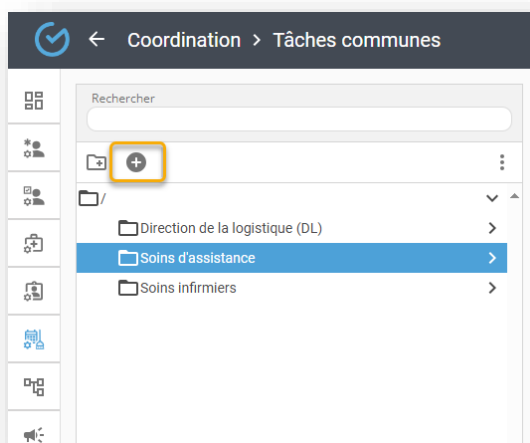 Coordination > Tâches communes
Rechercher
/
Direction de la logistique (DL)
Soins d'assistance
Soins infirmiers